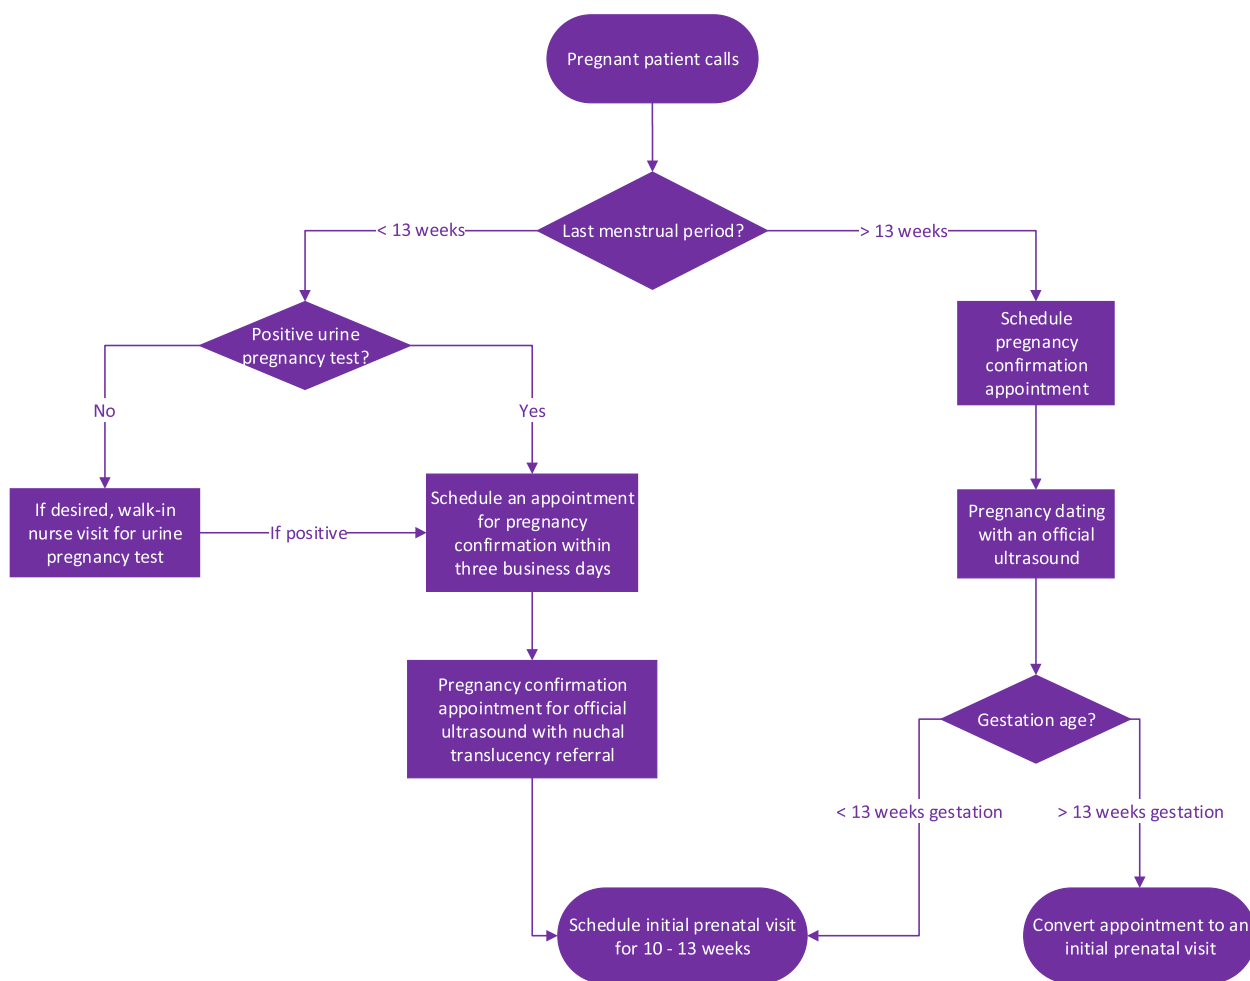 Pregnant patient calls
Last menstrual period?
< 13 weeks
> 13 weeks
Positive urine
pregnancy test?
Schedule
pregnancy
confirmation
appointment
No
Yes
If desired, walk-in
nurse visit for urine
pregnancy test
If positive
Schedule an appointment
for pregnancy
confirmation within
three business days
Pregnancy dating
with an official
ultrasound
Pregnancy confirmation
appointment for official
ultrasound with nuchal
translucency referral
Gestation age?
< 13 weeks gestation
> 13 weeks gestation
Schedule initial prenatal visit
for 10 - 13 weeks
Convert appointment to an
initial prenatal visit